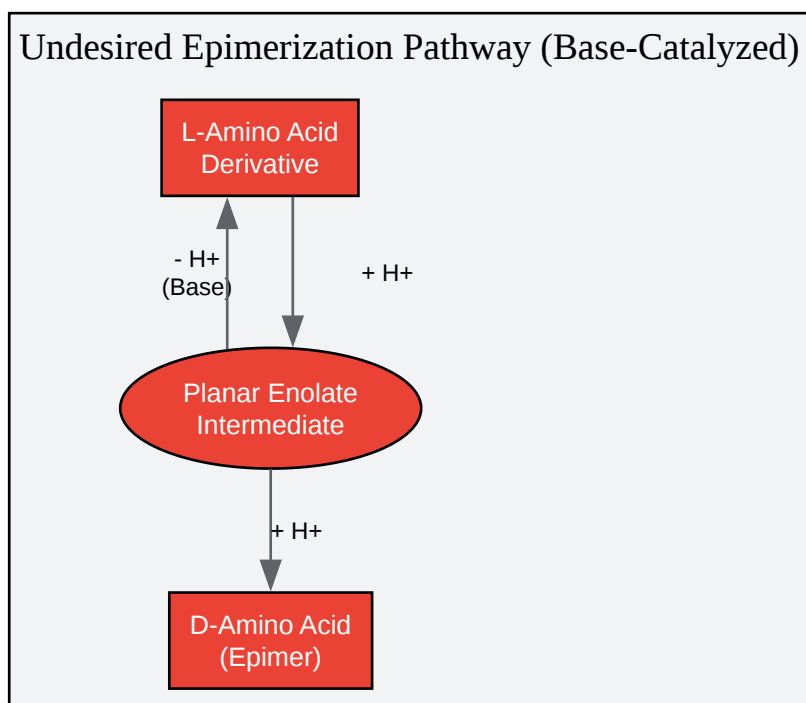 Undesired Epimerization Pathway (Base-Catalyzed)
L-Amino Acid
Derivative
- H+
(Base)
+ H+
Planar Enolate
Intermediate
+ H+
D-Amino Acid
(Epimer)